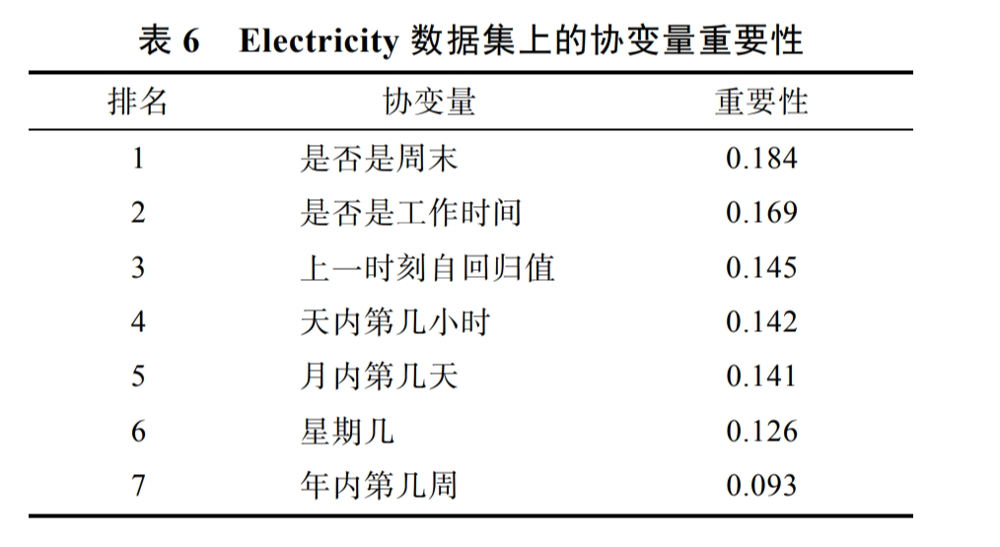 表 6 Electricity 数据集上的协变量重要性
排名 协变量 重要性
1 是否是周末 0.184
2 是否是工作时间 0.169
3 上一时刻自回归值 0.145
4 天内第几小时 0.142
5 月内第几天 0.141
6 星期几 0.126
7 年内第几周 0.093